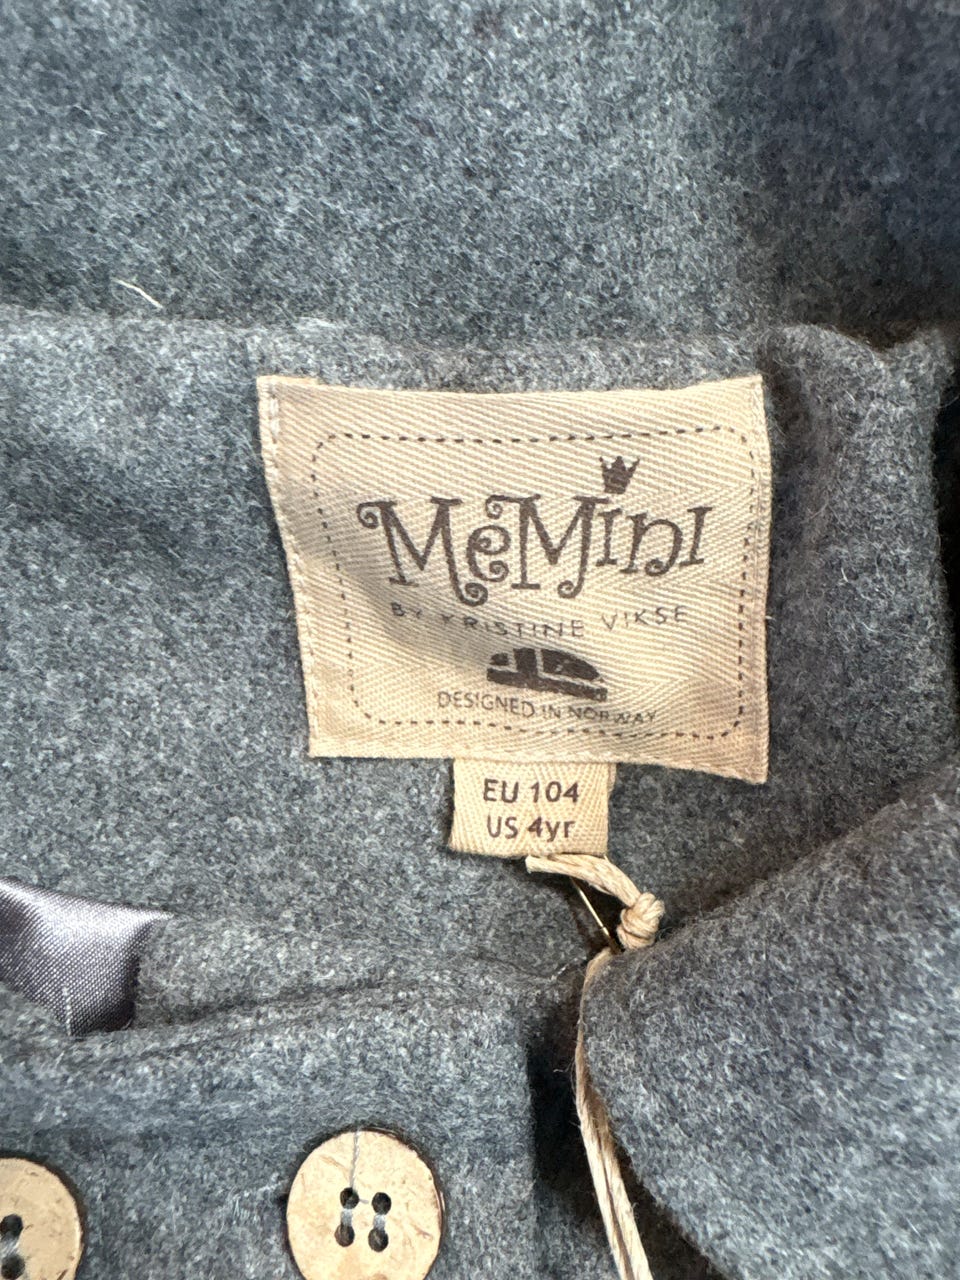 MeMini
BY KRISTINE VIKSE
DESIGNED IN NORWAY
EU 104
US 4yr